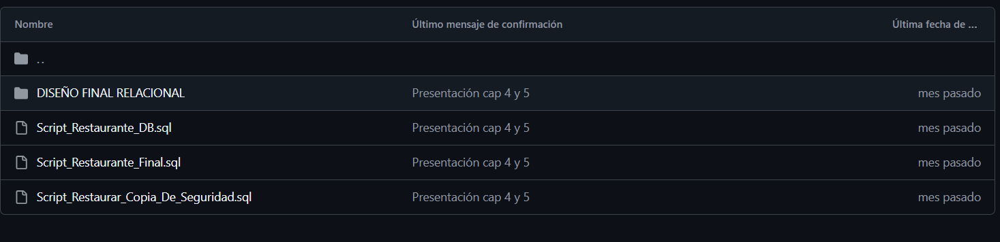 Nombre Último mensaje de confirmación Última fecha de ...
..
DISEÑO FINAL RELACIONAL Presentación cap 4 y 5 mes pasado
Script_Restaurante_DB.sql Presentación cap 4 y 5 mes pasado
Script_Restaurante_Final.sql Presentación cap 4 y 5 mes pasado
Script_Restaurar_Copia_De_Seguridad.sql Presentación cap 4 y 5 mes pasado